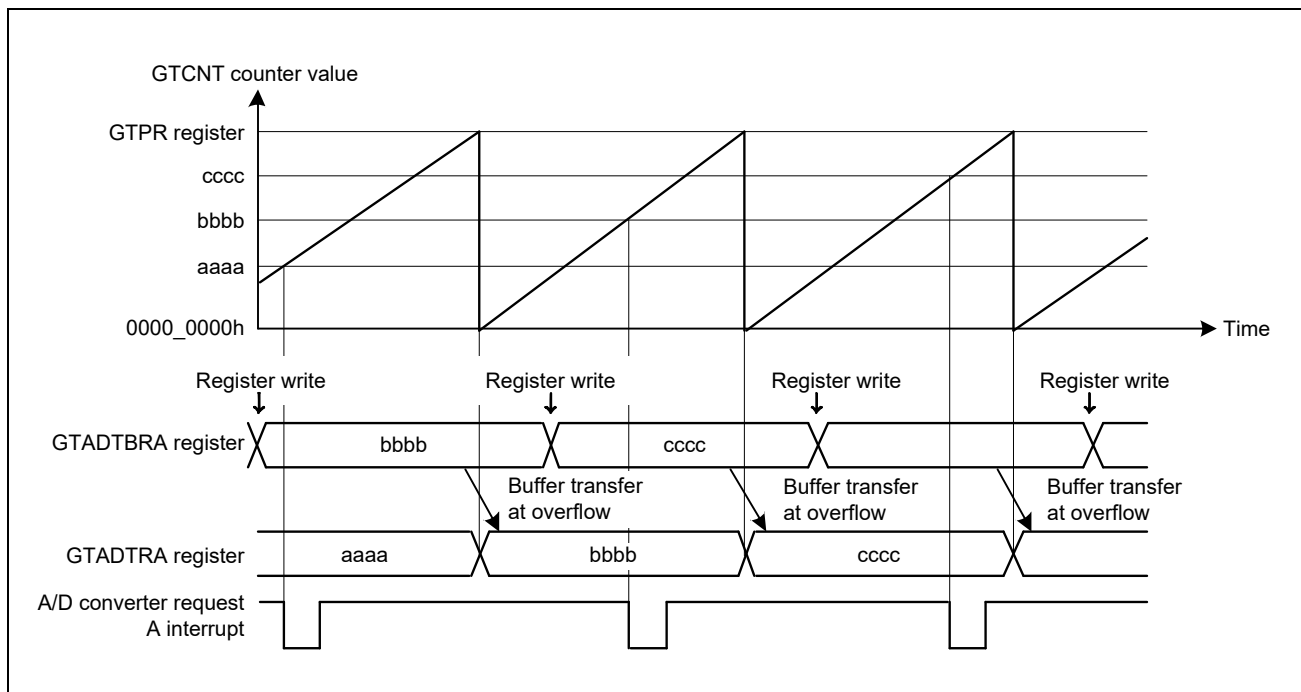 GTCNT counter value
GTPR register
cccc
bbbb
aaaa
0000_0000h
Time
Register write
Register write
Register write
Register write
GTADTBRA register
bbbb
cccc
Buffer transfer
at overflow
Buffer transfer
at overflow
Buffer transfer
at overflow
GTADTRA register
aaaa
bbbb
cccc
A/D converter request
A interrupt